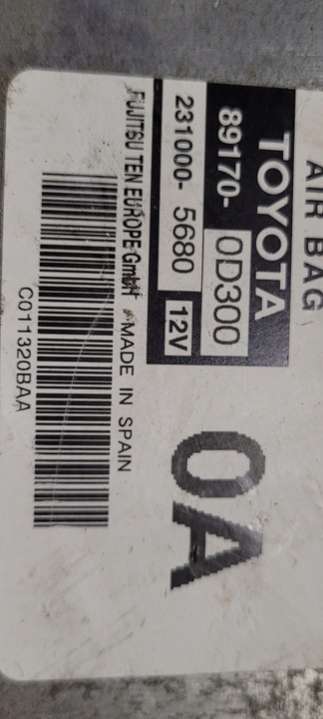 AIR BAG
TOYOTA
89170- 0D300
231000- 5680 12V
0A
FUJITSU TEN EUROPE GmbH MADE IN SPAIN
C011320BAA